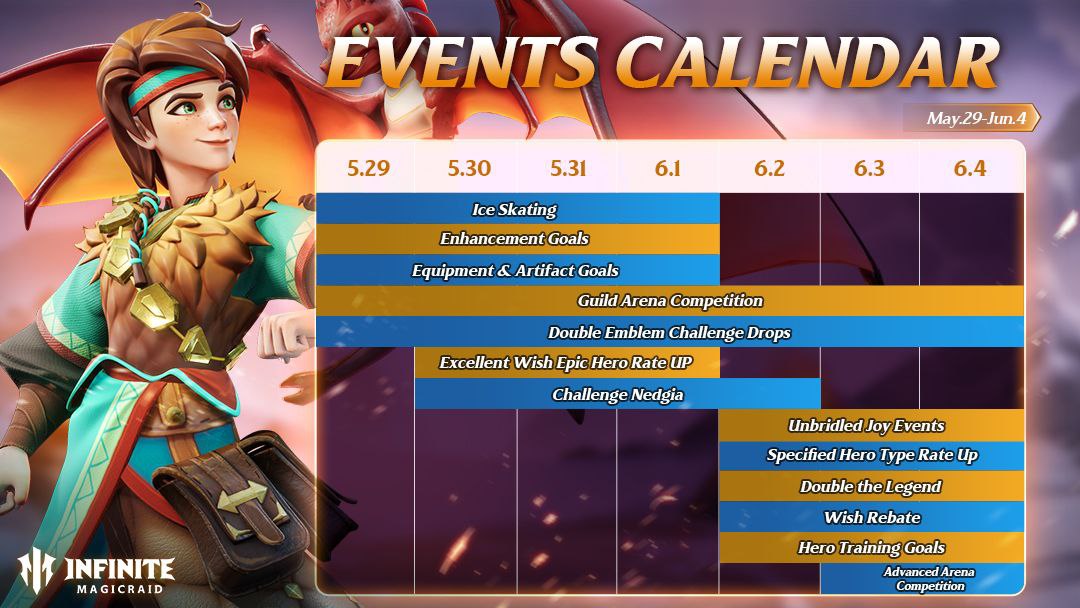 EVENTS CALENDAR
May.29-Jun.4
5.29 5.30 5.31 6.1 6.2 6.3 6.4
Ice Skating
Enhancement Goals
Equipment & Artifact Goals
Guild Arena Competition
Double Emblem Challenge Drops
Excellent Wish Epic Hero Rate UP
Challenge Nedgia
Unbridled Joy Events
Specified Hero Type Rate Up
Double the Legend
Wish Rebate
Hero Training Goals
Advanced Arena
Competition
INFINITE
MAGICRAID